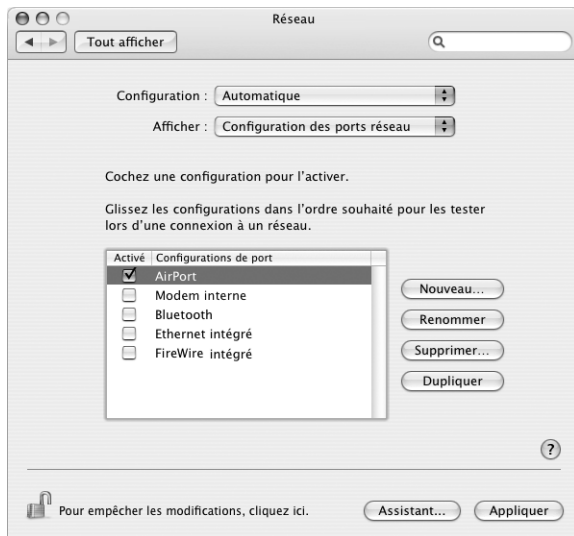 Réseau
Tout afficher
Configuration : Automatique
Afficher : Configuration des ports réseau
Cochez une configuration pour l'activer.
Glissez les configurations dans l'ordre souhaité pour les tester
lors d'une connexion à un réseau.
Activé Configurations de port
AirPort
Modem interne
Bluetooth
Ethernet intégré
FireWire intégré
Nouveau...
Renommer
Supprimer...
Dupliquer
?
Pour empêcher les modifications, cliquez ici.
Assistant...
Appliquer